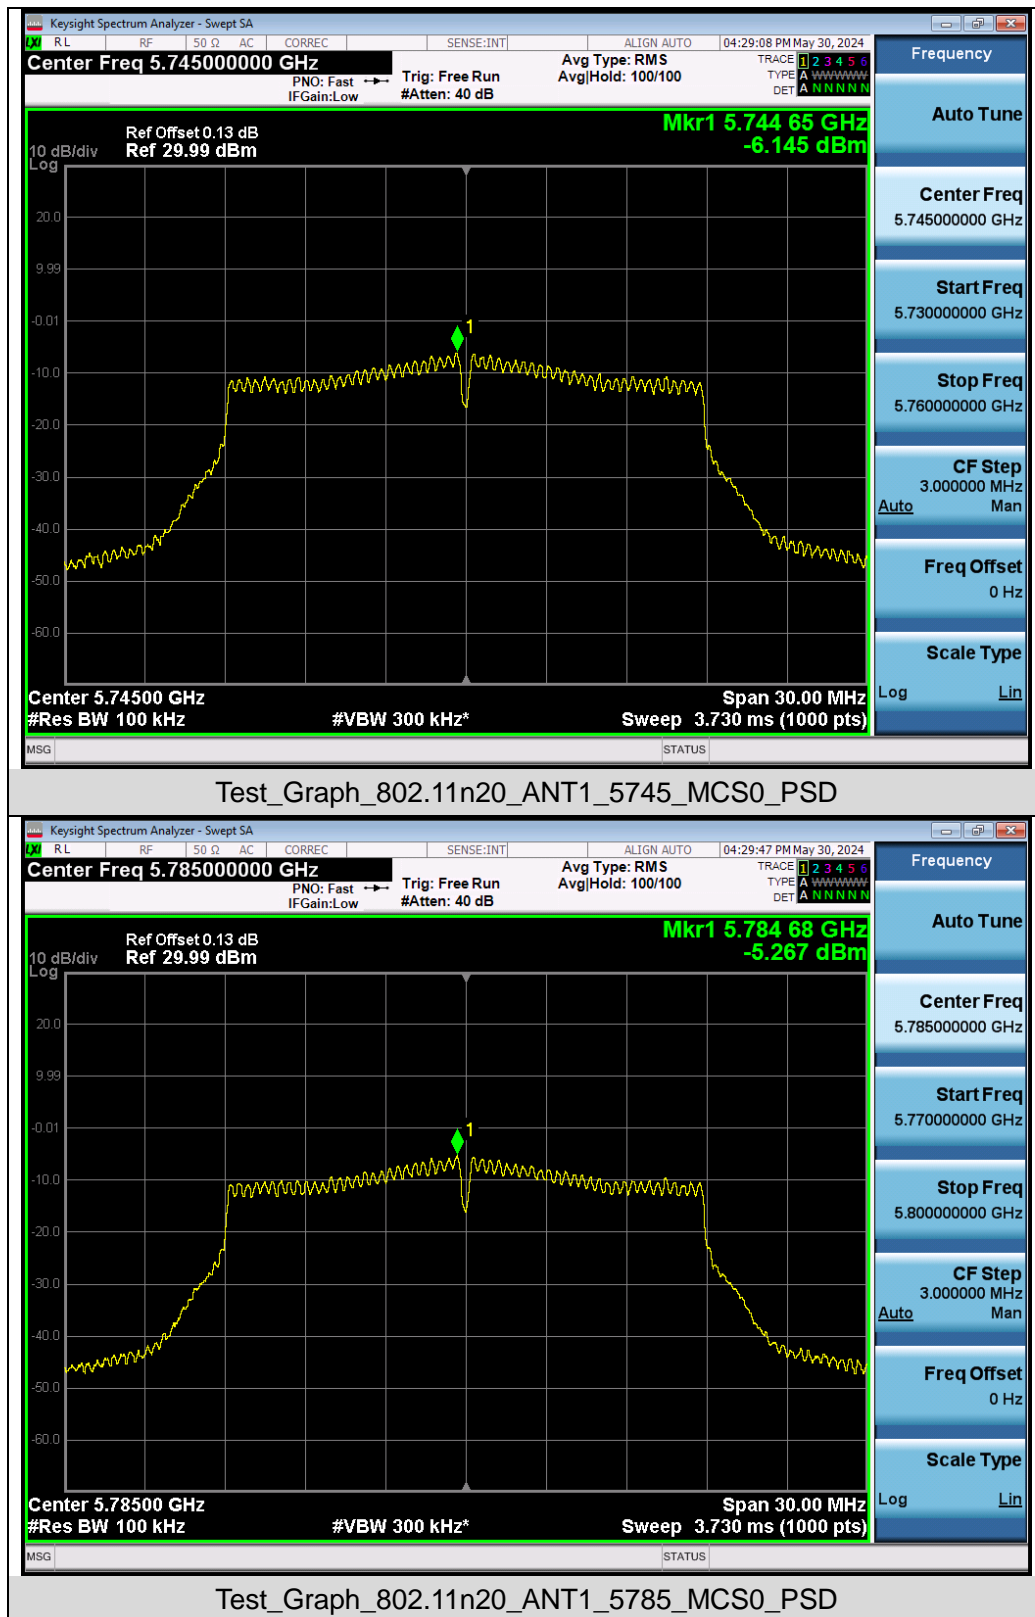 Keysight Spectrum Analyzer - Swept SA
LXI RL RF 50 Ω AC CORREC SENSE:INT ALIGN AUTO 04:29:08 PM May 30, 2024
Center Freq 5.745000000 GHz
PNO: Fast
IFGain:Low
Trig: Free Run
#Atten: 40 dB
Avg Type: RMS
Avg|Hold: 100/100
TRACE 1 2 3 4 5 6
TYPE A WWWWW
DET A N N N N N
Frequency
Auto Tune
Center Freq
5.745000000 GHz
Start Freq
5.730000000 GHz
Stop Freq
5.760000000 GHz
CF Step
3.000000 MHz
Auto Man
Freq Offset
0 Hz
Scale Type
Log Lin
Mkr1 5.744 65 GHz
-6.145 dBm
Ref Offset 0.13 dB
10 dB/div Ref 29.99 dBm
Log
20.0
9.99
-0.01
-10.0
-20.0
-30.0
-40.0
-50.0
-60.0
1
Center 5.74500 GHz Span 30.00 MHz
#Res BW 100 kHz #VBW 300 kHz* Sweep 3.730 ms (1000 pts)
MSG STATUS
Test_Graph_802.11n20_ANT1_5745_MCS0_PSD
Keysight Spectrum Analyzer - Swept SA
LXI RL RF 50 Ω AC CORREC SENSE:INT ALIGN AUTO 04:29:47 PM May 30, 2024
Center Freq 5.785000000 GHz
PNO: Fast
IFGain:Low
Trig: Free Run
#Atten: 40 dB
Avg Type: RMS
Avg|Hold: 100/100
TRACE 1 2 3 4 5 6
TYPE A WWWWW
DET A N N N N N
Frequency
Auto Tune
Center Freq
5.785000000 GHz
Start Freq
5.770000000 GHz
Stop Freq
5.800000000 GHz
CF Step
3.000000 MHz
Auto Man
Freq Offset
0 Hz
Scale Type
Log Lin
Mkr1 5.784 68 GHz
-5.267 dBm
Ref Offset 0.13 dB
10 dB/div Ref 29.99 dBm
Log
20.0
9.99
-0.01
-10.0
-20.0
-30.0
-40.0
-50.0
-60.0
1
Center 5.78500 GHz Span 30.00 MHz
#Res BW 100 kHz #VBW 300 kHz* Sweep 3.730 ms (1000 pts)
MSG STATUS
Test_Graph_802.11n20_ANT1_5785_MCS0_PSD